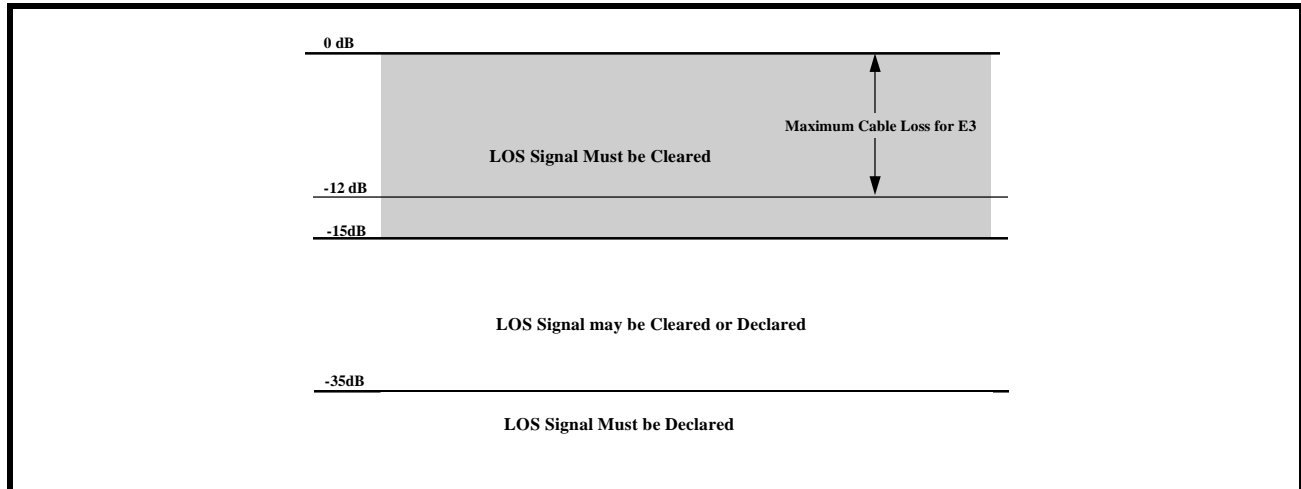 0 dB
Maximum Cable Loss for E3
LOS Signal Must be Cleared
-12 dB
-15dB
LOS Signal may be Cleared or Declared
-35dB
LOS Signal Must be Declared